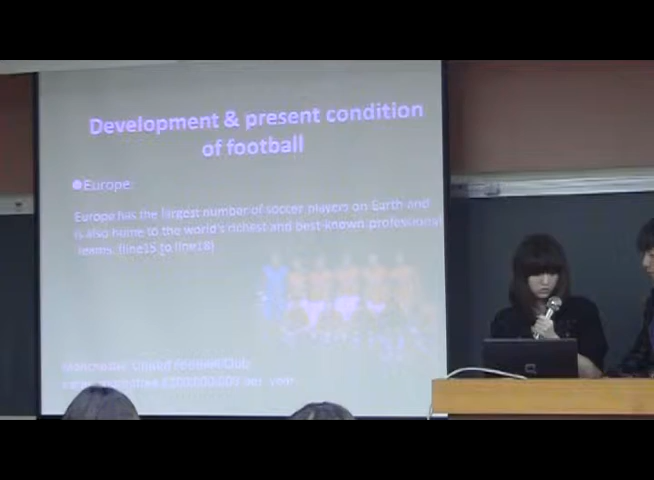 Development & present condition
of football
●Europe
Europe has the largest number of soccer players on Earth and
is also home to the world's richest and best-known professional
teams. (line15 to line18)
Manchester United Football Club